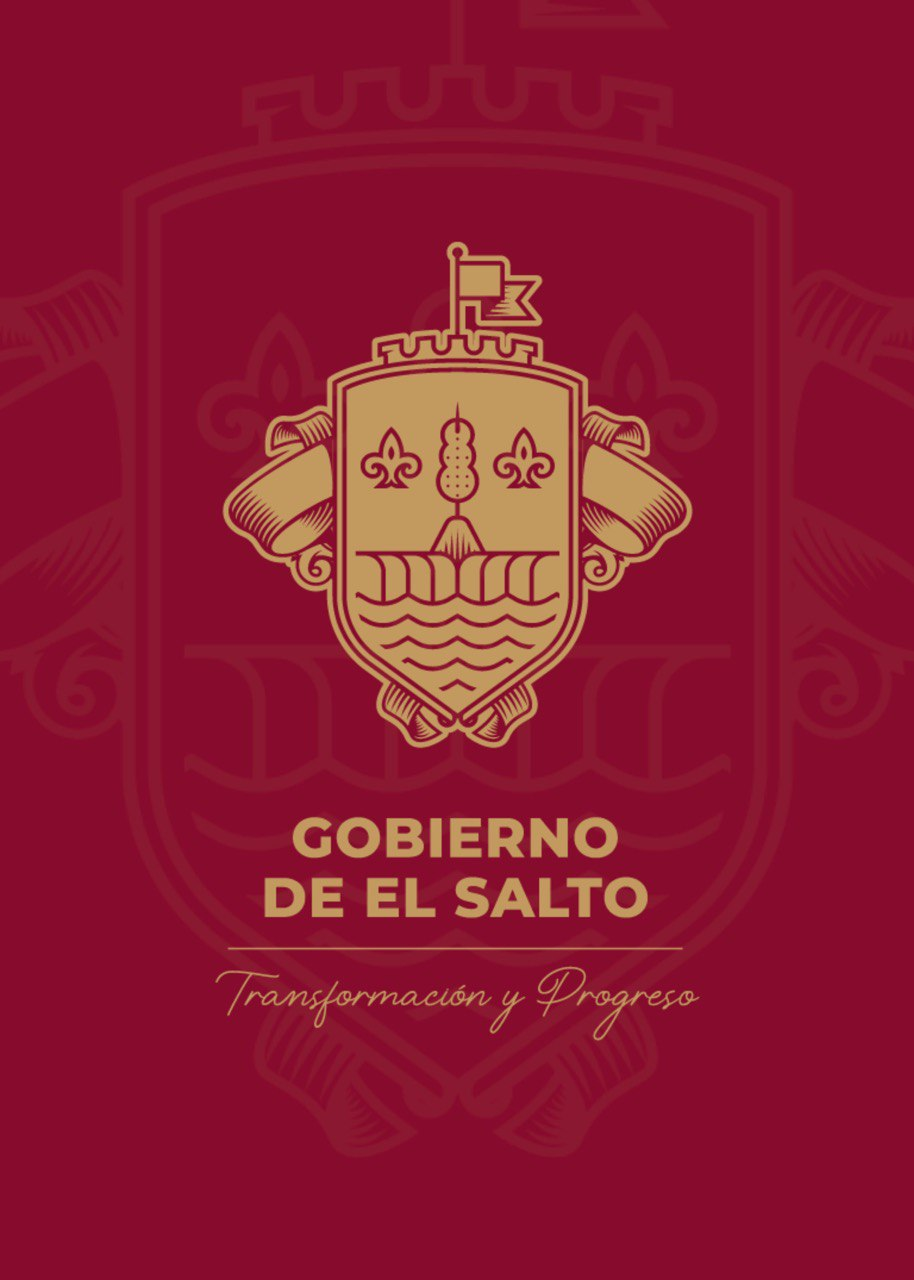 GOBIERNO
DE EL SALTO
Transformación y Progreso